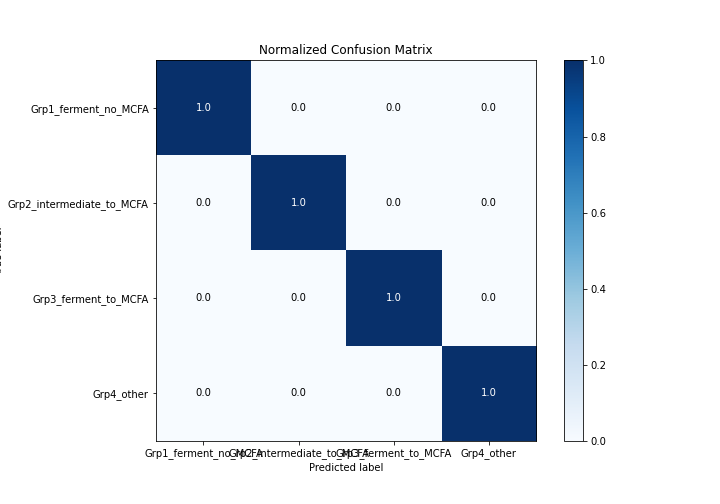 Normalized Confusion Matrix
Grp1_ferment_no_MCFA
Grp2_intermediate_to_MCFA
Grp3_ferment_to_MCFA
Grp4_other
1.0 0.0 0.0 0.0
0.0 1.0 0.0 0.0
0.0 0.0 1.0 0.0
0.0 0.0 0.0 1.0
Grp1_ferment_no_MCFA Grp2_intermediate_to_MCFA Grp3_ferment_to_MCFA Grp4_other
Predicted label
1.0
0.8
0.6
0.4
0.2
0.0